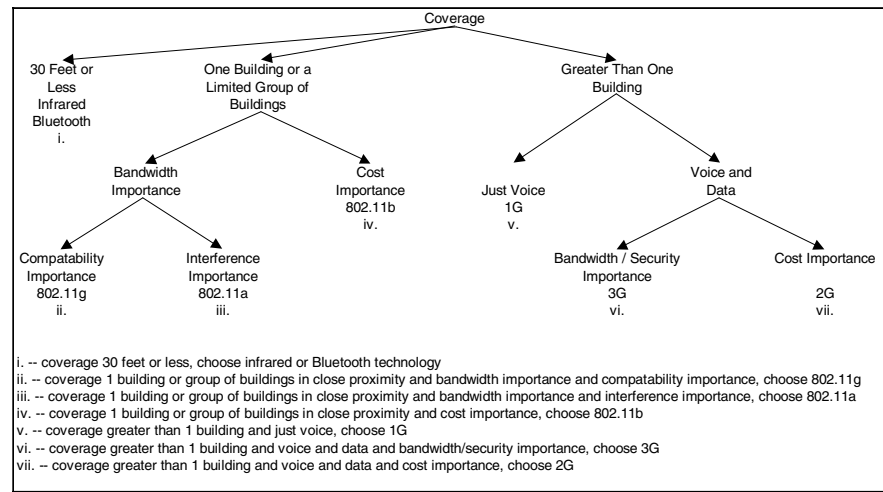 Coverage
30 Feet or
Less
Infrared
Bluetooth
i.
One Building or a
Limited Group of
Buildings
Greater Than One
Building
Bandwidth
Importance
Cost
Importance
802.11b
iv.
Just Voice
1G
v.
Voice and
Data
Compatability
Importance
802.11g
ii.
Interference
Importance
802.11a
iii.
Bandwidth / Security
Importance
3G
vi.
Cost Importance
2G
vii.
i. -- coverage 30 feet or less, choose infrared or Bluetooth technology
ii. -- coverage 1 building or group of buildings in close proximity and bandwidth importance and compatability importance, choose 802.11g
iii. -- coverage 1 building or group of buildings in close proximity and bandwidth importance and interference importance, choose 802.11a
iv. -- coverage 1 building or group of buildings in close proximity and cost importance, choose 802.11b
v. -- coverage greater than 1 building and just voice, choose 1G
vi. -- coverage greater than 1 building and voice and data and bandwidth/security importance, choose 3G
vii. -- coverage greater than 1 building and voice and data and cost importance, choose 2G